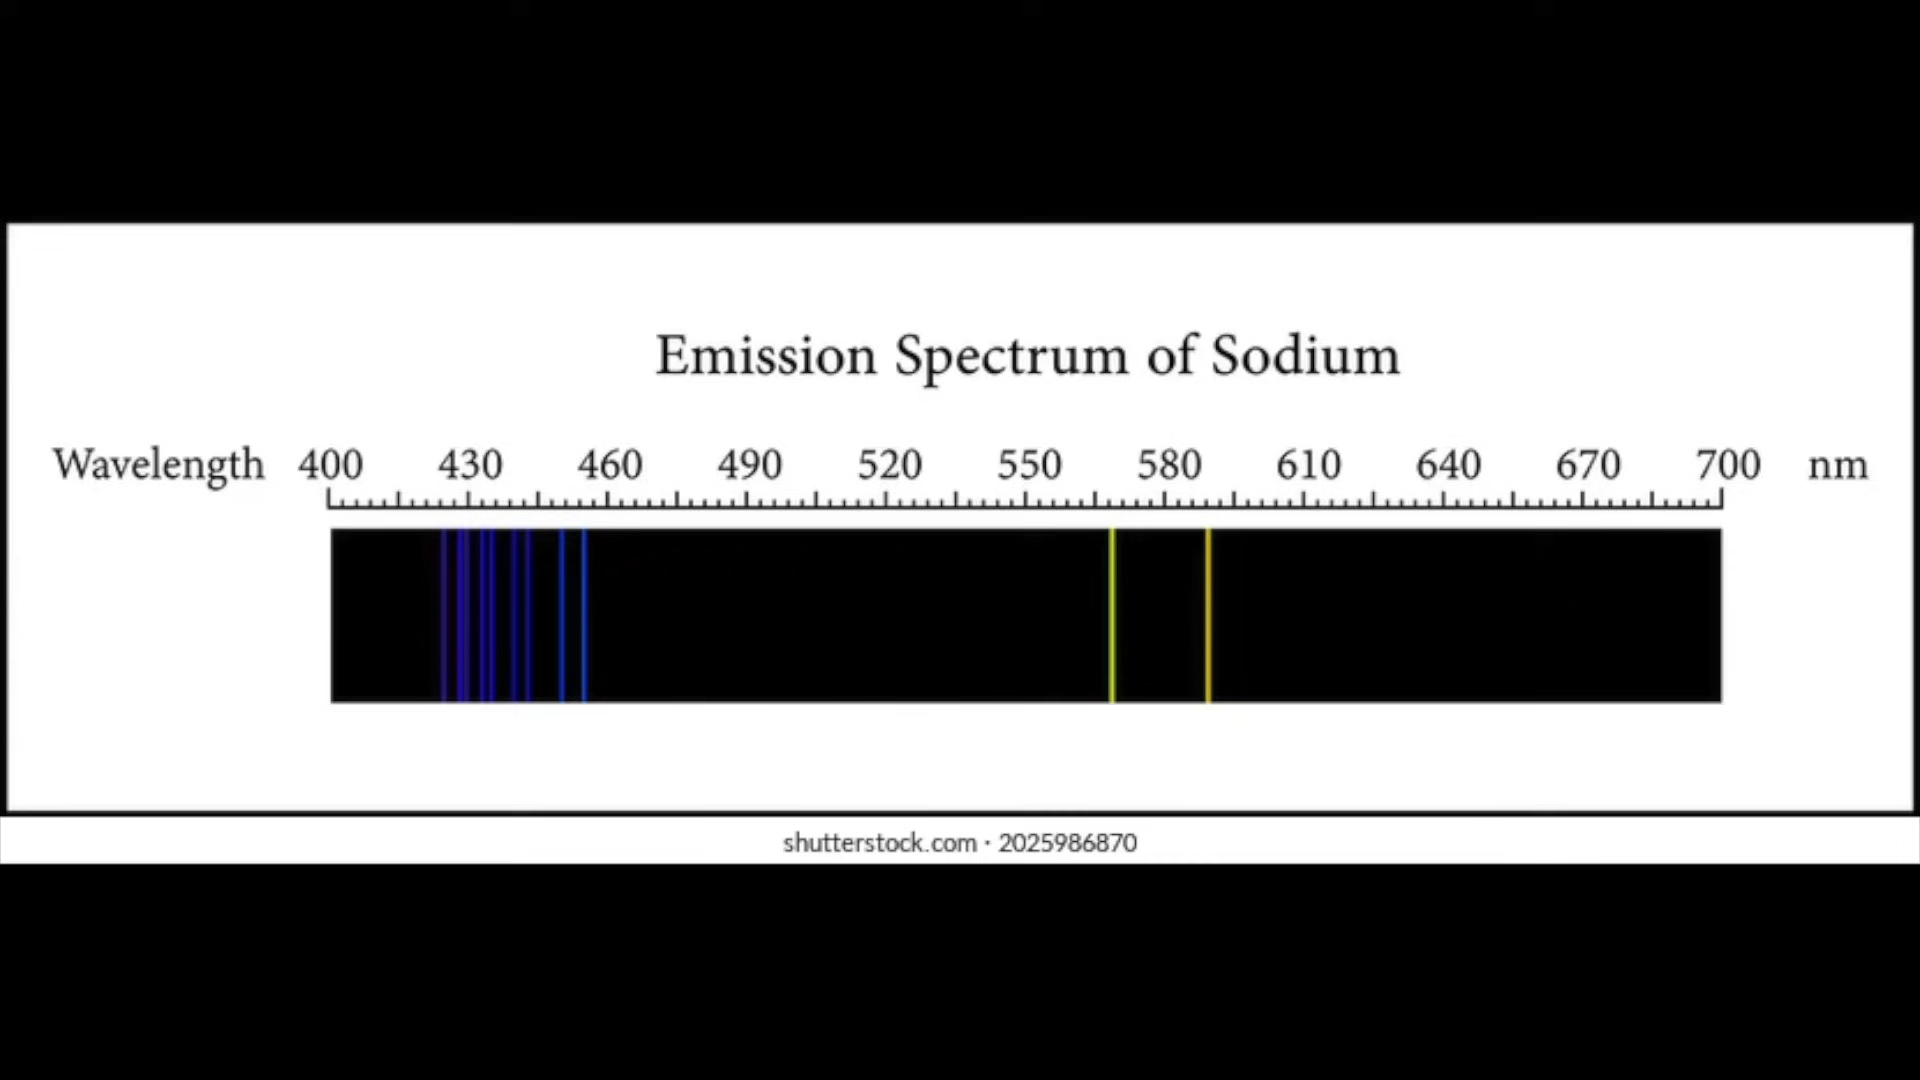 Emission Spectrum of Sodium
Wavelength 400 430 460 490 520 550 580 610 640 670 700 nm
shutterstock.com · 2025986870